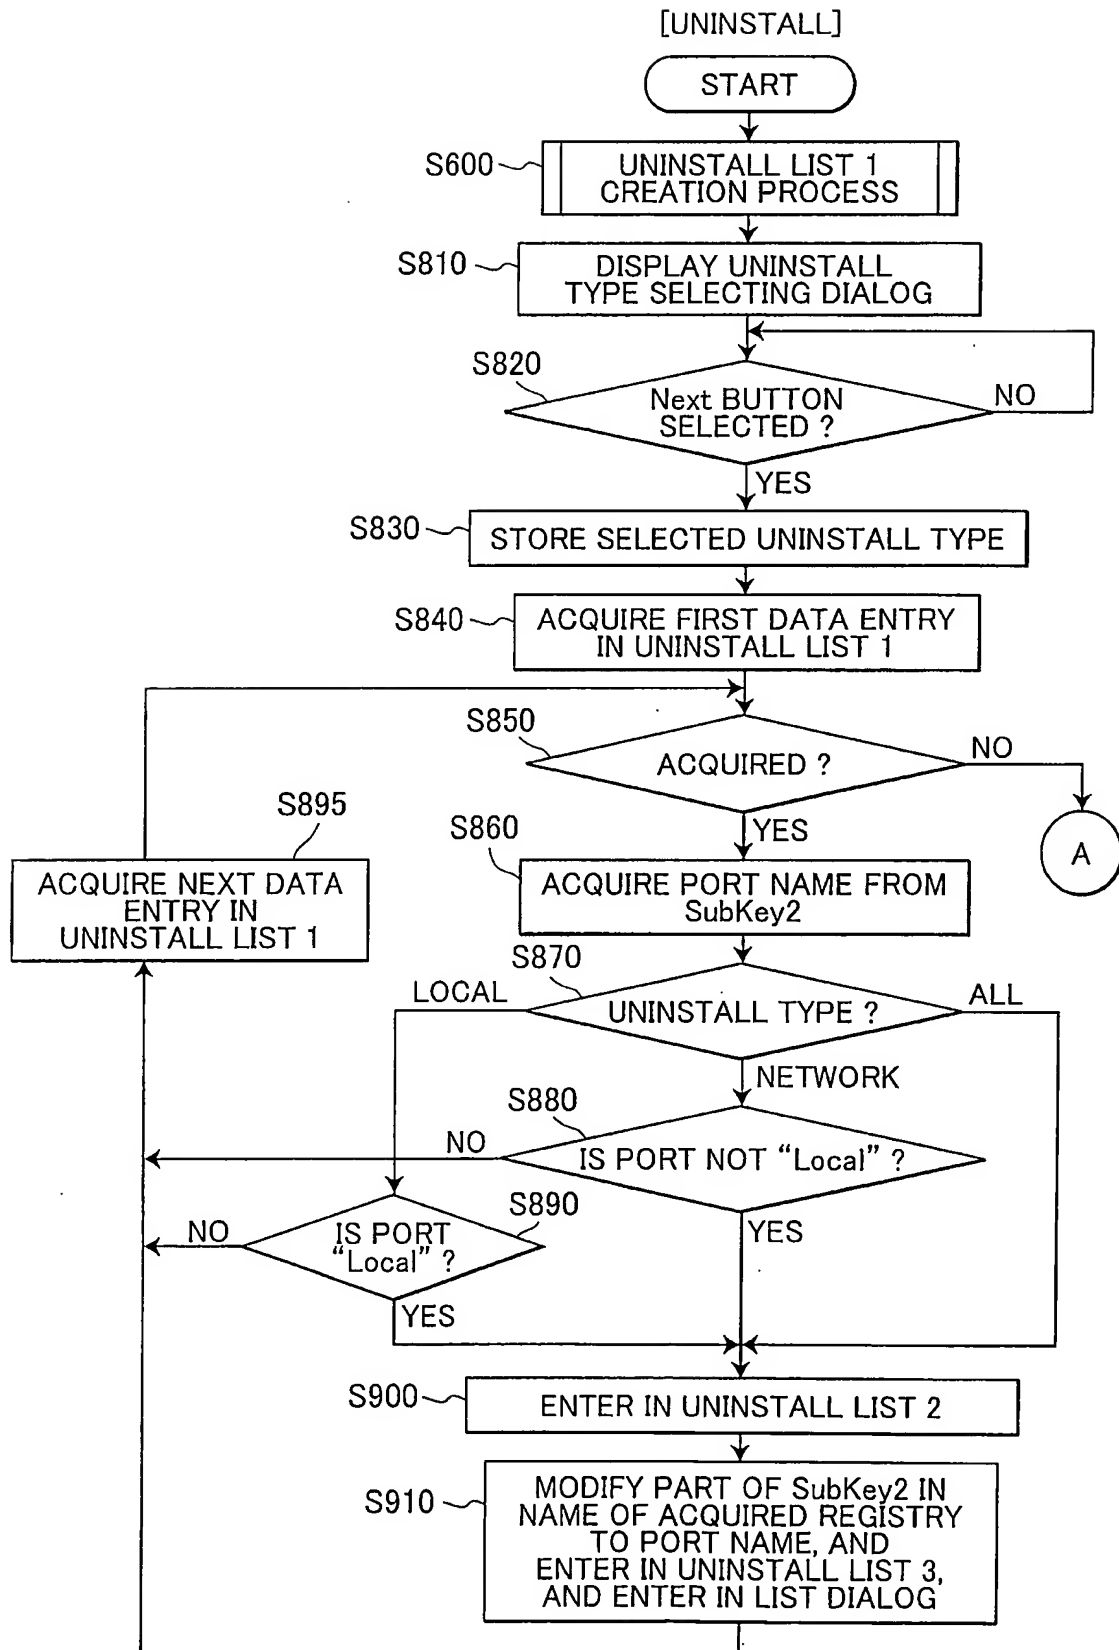 [UNINSTALL]
START
S600
UNINSTALL LIST 1
CREATION PROCESS
S810
DISPLAY UNINSTALL
TYPE SELECTING DIALOG
S820
Next BUTTON
SELECTED ?
NO
YES
S830
STORE SELECTED UNINSTALL TYPE
S840
ACQUIRE FIRST DATA ENTRY
IN UNINSTALL LIST 1
S850
ACQUIRED ?
NO
A
YES
S895
ACQUIRE NEXT DATA
ENTRY IN
UNINSTALL LIST 1
S860
ACQUIRE PORT NAME FROM
SubKey2
S870
UNINSTALL TYPE ?
LOCAL
ALL
NETWORK
S880
IS PORT NOT “Local” ?
NO
YES
S890
IS PORT
“Local” ?
NO
YES
S900
ENTER IN UNINSTALL LIST 2
S910
MODIFY PART OF SubKey2 IN
NAME OF ACQUIRED REGISTRY
TO PORT NAME, AND
ENTER IN UNINSTALL LIST 3,
AND ENTER IN LIST DIALOG